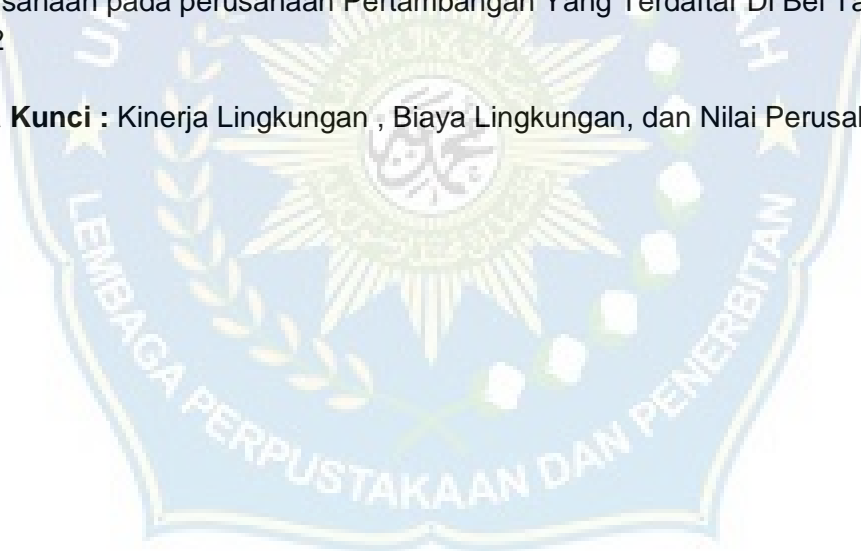 sahaan pada perusahaan Pertambangan Yang Terdaftar Di Bei Ta
2
Kunci : Kinerja Lingkungan , Biaya Lingkungan, dan Nilai Perusal
LEMBAGA PERPUSTAKAAN DAN PENERBITAN